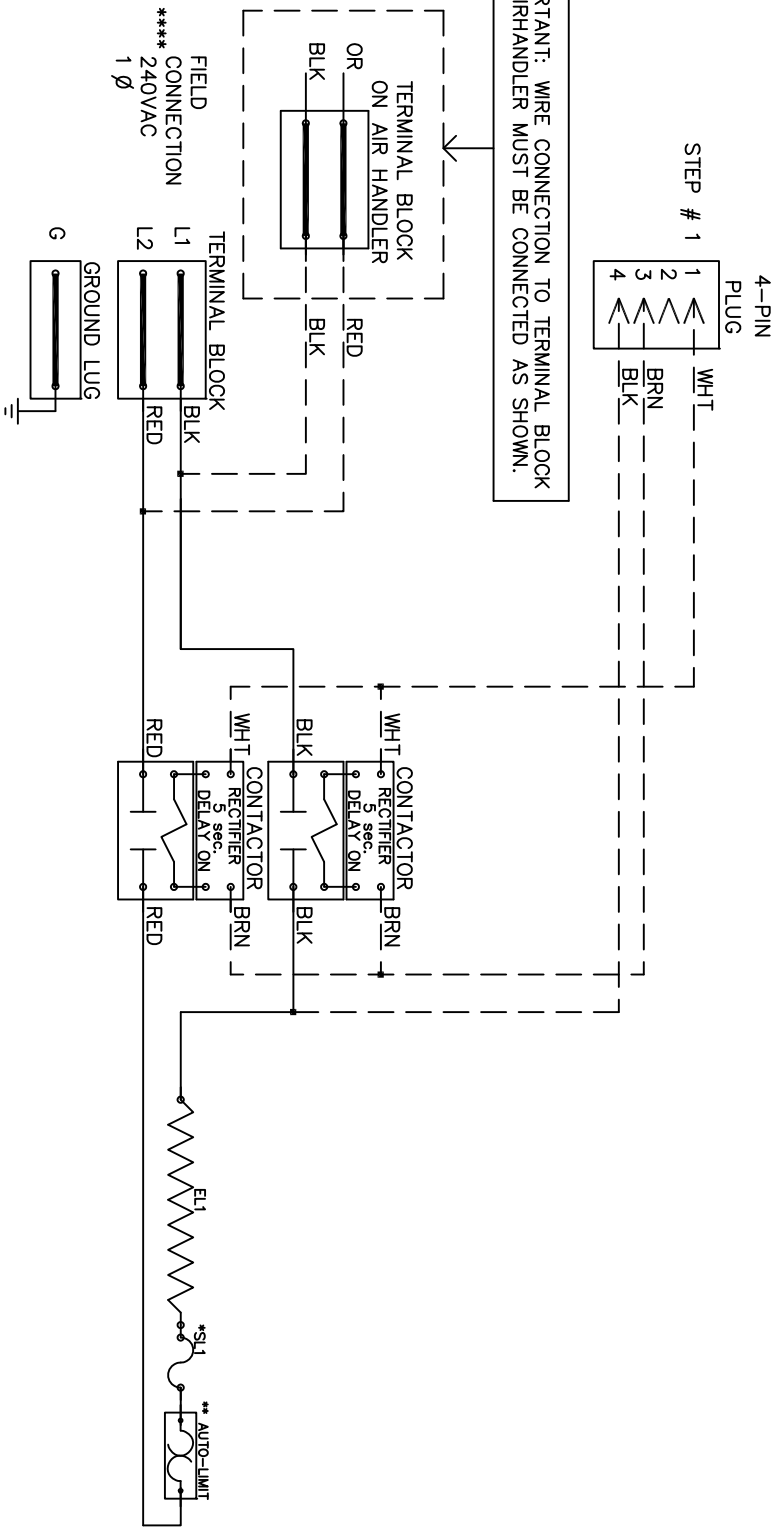 4-PIN
PLUG
STEP # 1
1
2
3
4
WHT
BRN
BLK
RTANT: WIRE CONNECTION TO TERMINAL BLOCK
IRHANDLER MUST BE CONNECTED AS SHOWN.
TERMINAL BLOCK
ON AIR HANDLER
OR
BLK
RED
BLK
FIELD
**** CONNECTION
240VAC
1 Ø
TERMINAL BLOCK
L1
L2
BLK
RED
GROUND LUG
G
CONTACTOR
WHT
RECTIFIER
5 sec.
DELAY ON
BRN
BLK
BLK
CONTACTOR
WHT
RECTIFIER
5 sec.
DELAY ON
BRN
RED
RED
EL1
*SL1
** AUTO-LIMIT